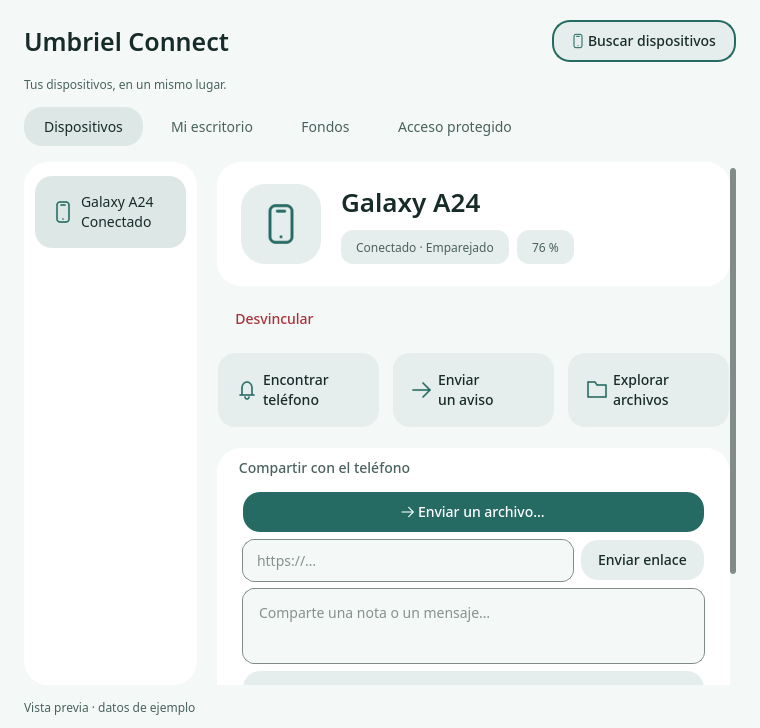 Umbriel Connect
Buscar dispositivos
Tus dispositivos, en un mismo lugar.
Dispositivos
Mi escritorio
Fondos
Acceso protegido
Galaxy A24
Conectado
Galaxy A24
Conectado · Emparejado
76 %
Desvincular
Encontrar
teléfono
Enviar
un aviso
Explorar
archivos
Compartir con el teléfono
Enviar un archivo...
https://...
Enviar enlace
Comparte una nota o un mensaje...
Vista previa · datos de ejemplo